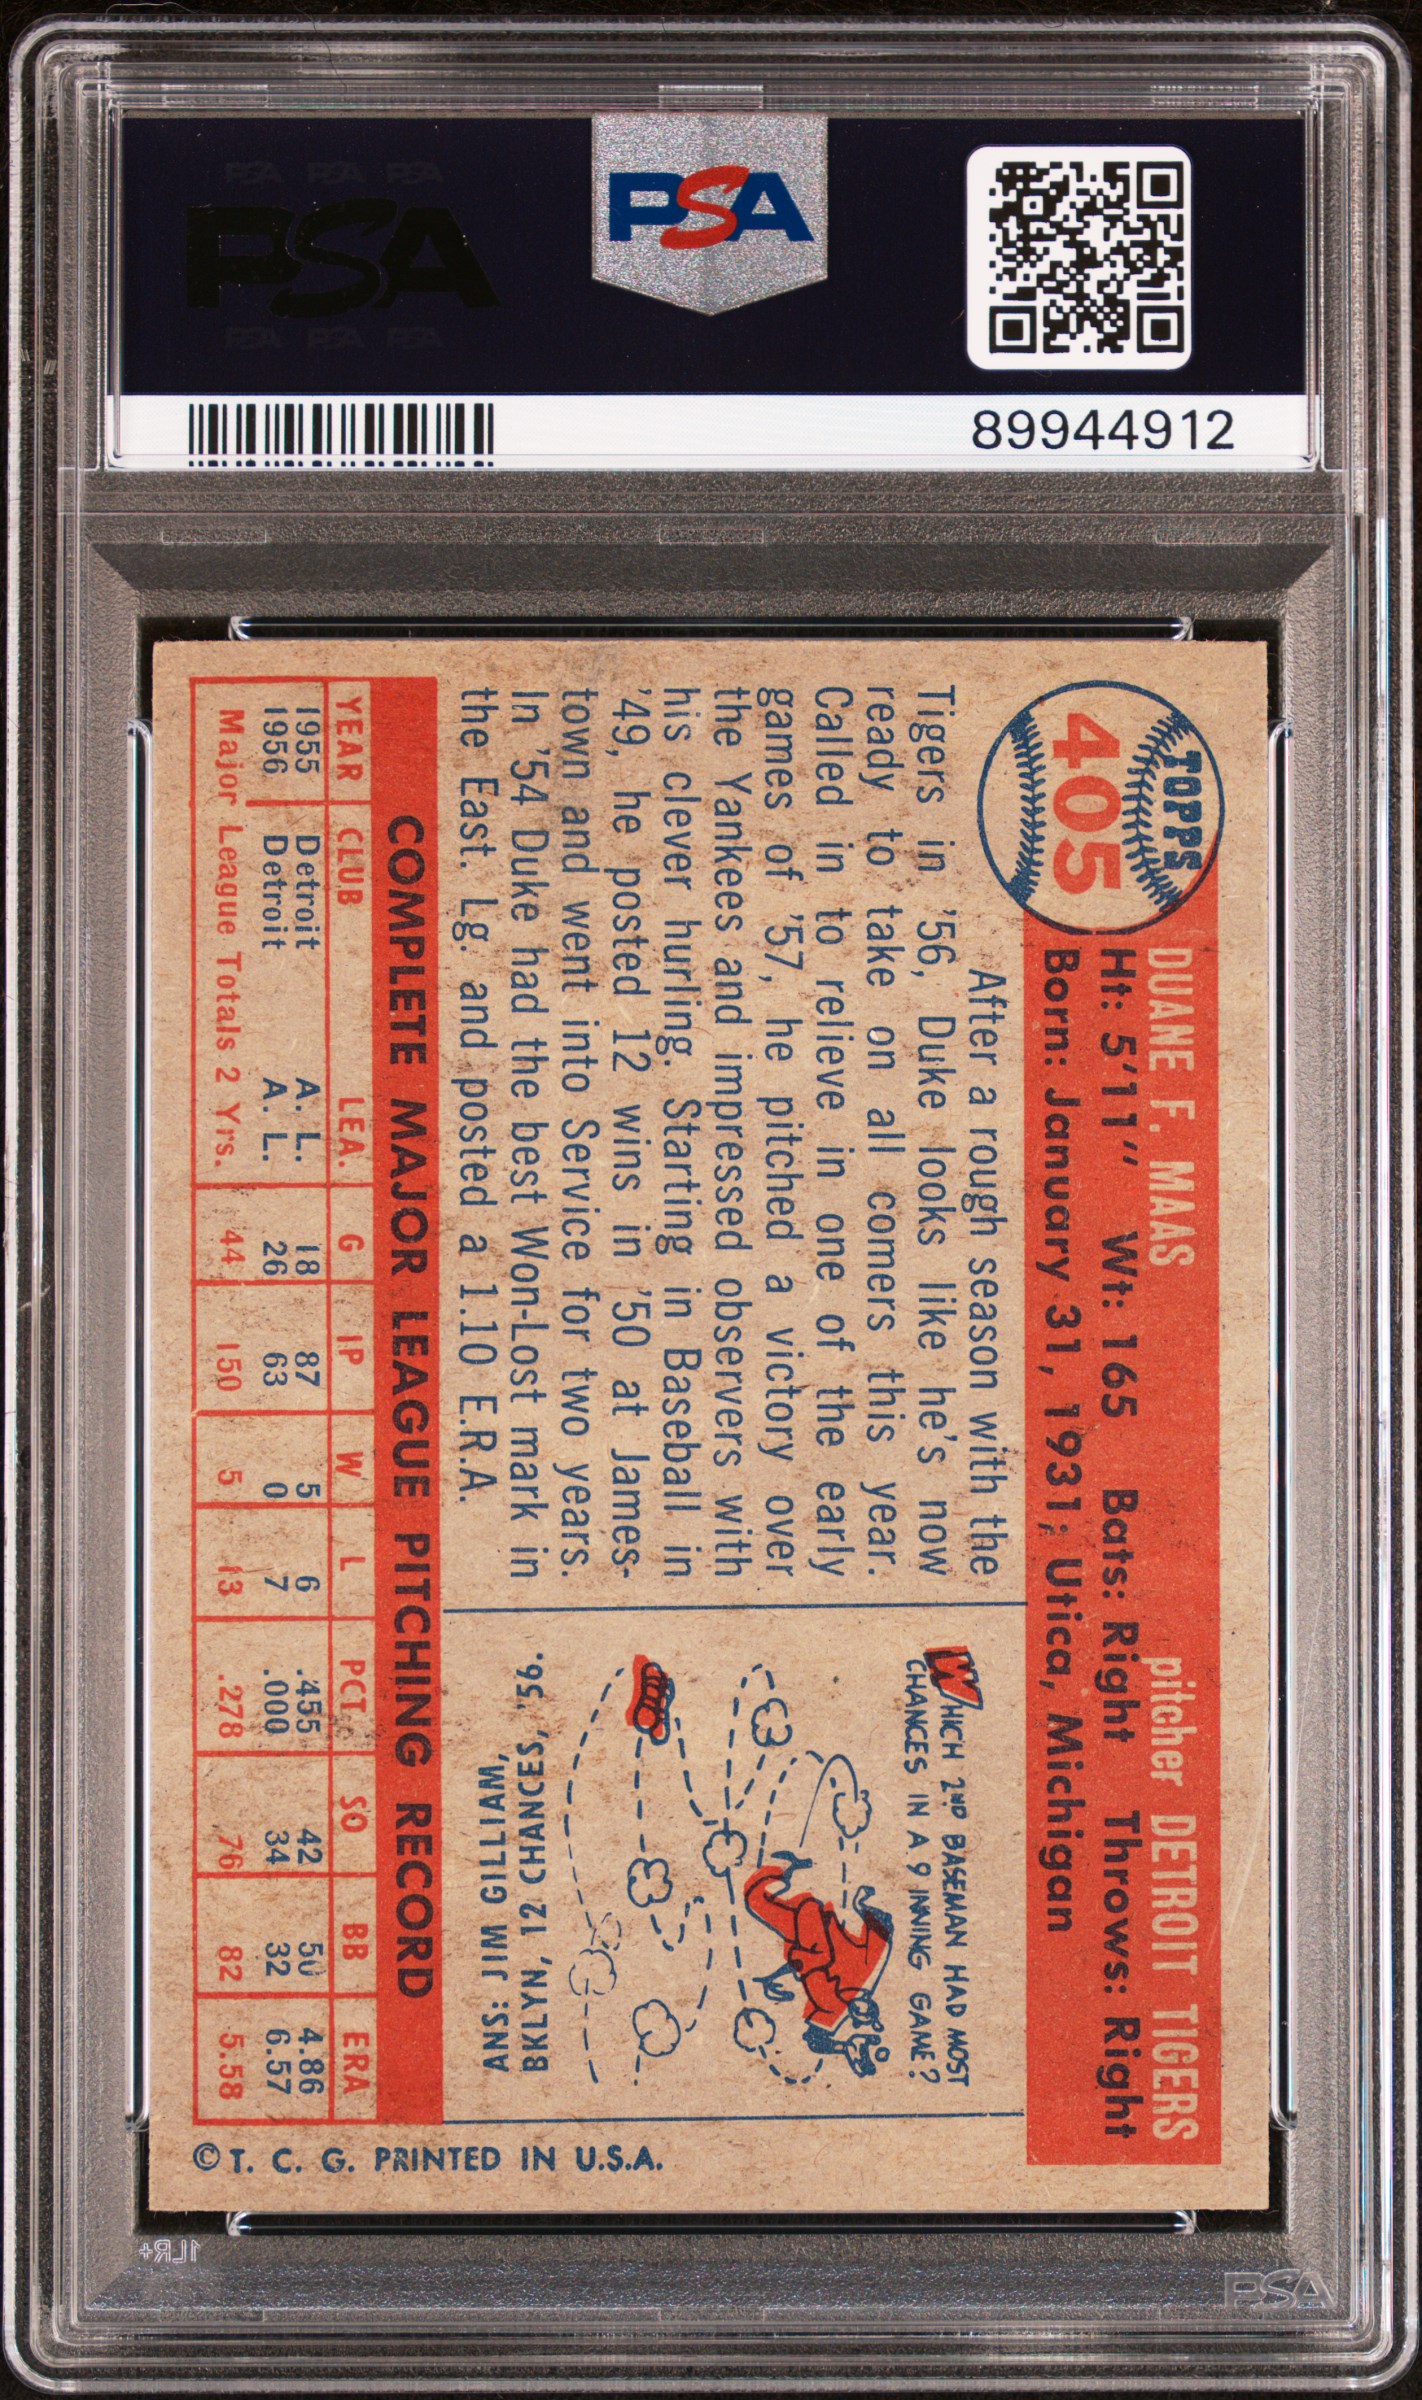 PSA PSA PSA
PSA
PSA PSA PSA
PSA
89944912
TOPPS
405
DUANE F. MAAS pitcher DETROIT TIGERS
Ht: 5'11" Wt: 165 Bats: Right Throws: Right
Born: January 31, 1931; Utica, Michigan
After a rough season with the
Tigers in '56, Duke looks like he's now
ready to take on all comers this year.
Called in to relieve in one of the early
games of '57, he pitched a victory over
the Yankees and impressed observers with
his clever hurling. Starting in Baseball in
'49, he posted 12 wins in '50 at James-
town and went into Service for two years.
In '54 Duke had the best Won-Lost mark in
the East. Lg. and posted a 1.10 E.R.A.
WHICH 2ND BASEMAN HAD MOST
CHANCES IN A 9 INNING GAME?
ANS: JIM GILLIAM,
BKLYN, 12 CHANCES, '56.
COMPLETE MAJOR LEAGUE PITCHING RECORD
YEAR CLUB LEA. G IP W L PCT SO BB ERA
1955 Detroit A. L. 18 87 5 6 .455 42 50 4.86
1956 Detroit A. L. 26 63 0 7 .000 34 32 6.57
Major League Totals 2 Yrs. 44 150 5 13 .278 76 82 5.58
© T. C. G. PRINTED IN U.S.A.
1LR+
PSA